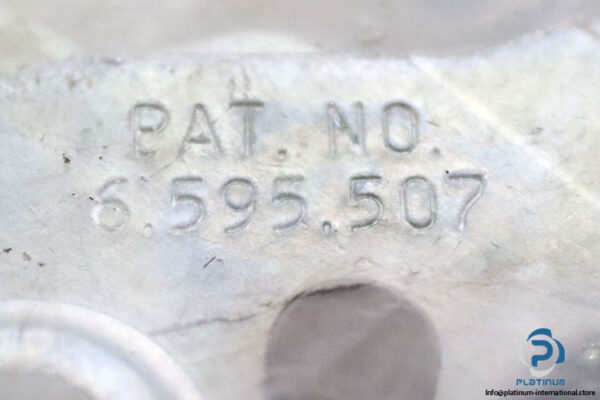 PAT. NO.
6.595.507
PLATINUM
Info@platinum-international.store